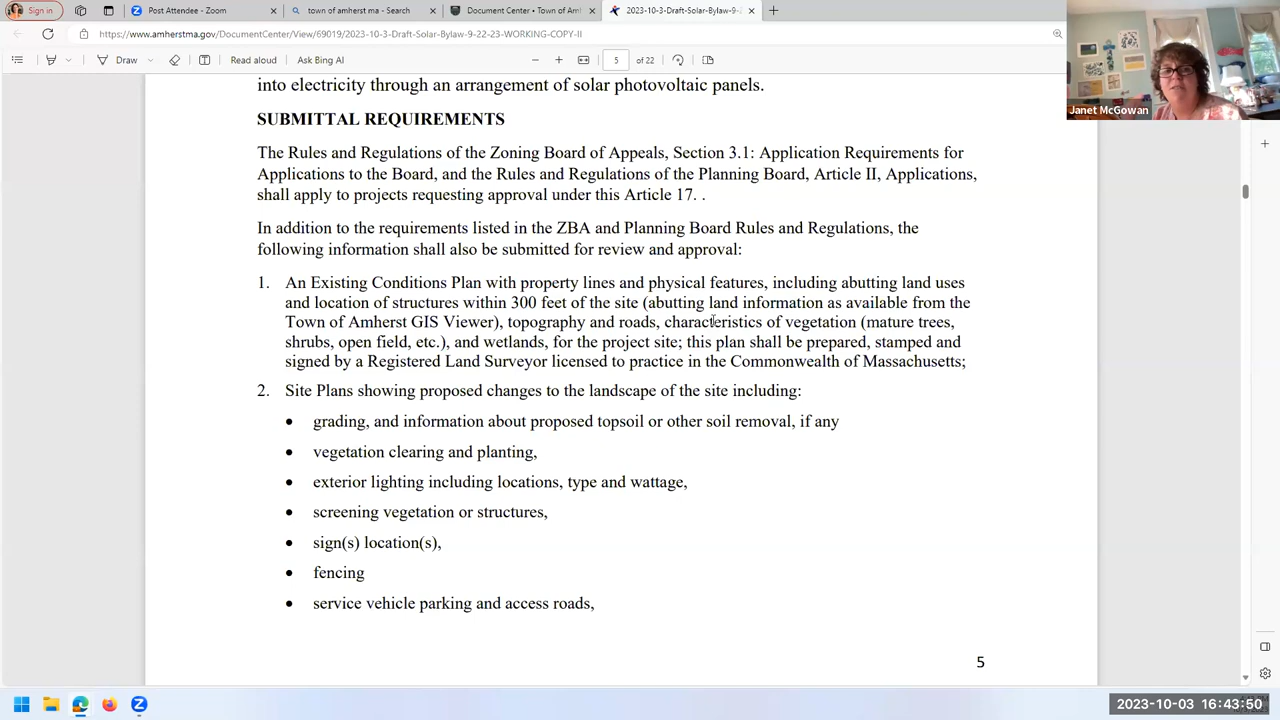 Sign in
Post Attendee - Zoom
town of amherst ma - Search
Document Center • Town of Am
2023-10-3-Draft-Solar-Bylaw-9-2
https://www.amherstma.gov/DocumentCenter/View/69019/2023-10-3-Draft-Solar-Bylaw-9-22-23-WORKING-COPY-II
Draw
Read aloud
Ask Bing AI
5
of 22
Janet McGowan
into electricity through an arrangement of solar photovoltaic panels.
SUBMITTAL REQUIREMENTS
The Rules and Regulations of the Zoning Board of Appeals, Section 3.1: Application Requirements for
Applications to the Board, and the Rules and Regulations of the Planning Board, Article II, Applications,
shall apply to projects requesting approval under this Article 17. .
In addition to the requirements listed in the ZBA and Planning Board Rules and Regulations, the
following information shall also be submitted for review and approval:
1. An Existing Conditions Plan with property lines and physical features, including abutting land uses
and location of structures within 300 feet of the site (abutting land information as available from the
Town of Amherst GIS Viewer), topography and roads, characteristics of vegetation (mature trees,
shrubs, open field, etc.), and wetlands, for the project site; this plan shall be prepared, stamped and
signed by a Registered Land Surveyor licensed to practice in the Commonwealth of Massachusetts;
2. Site Plans showing proposed changes to the landscape of the site including:
• grading, and information about proposed topsoil or other soil removal, if any
• vegetation clearing and planting,
• exterior lighting including locations, type and wattage,
• screening vegetation or structures,
• sign(s) location(s),
• fencing
• service vehicle parking and access roads,
5
2023-10-03 16:43:50